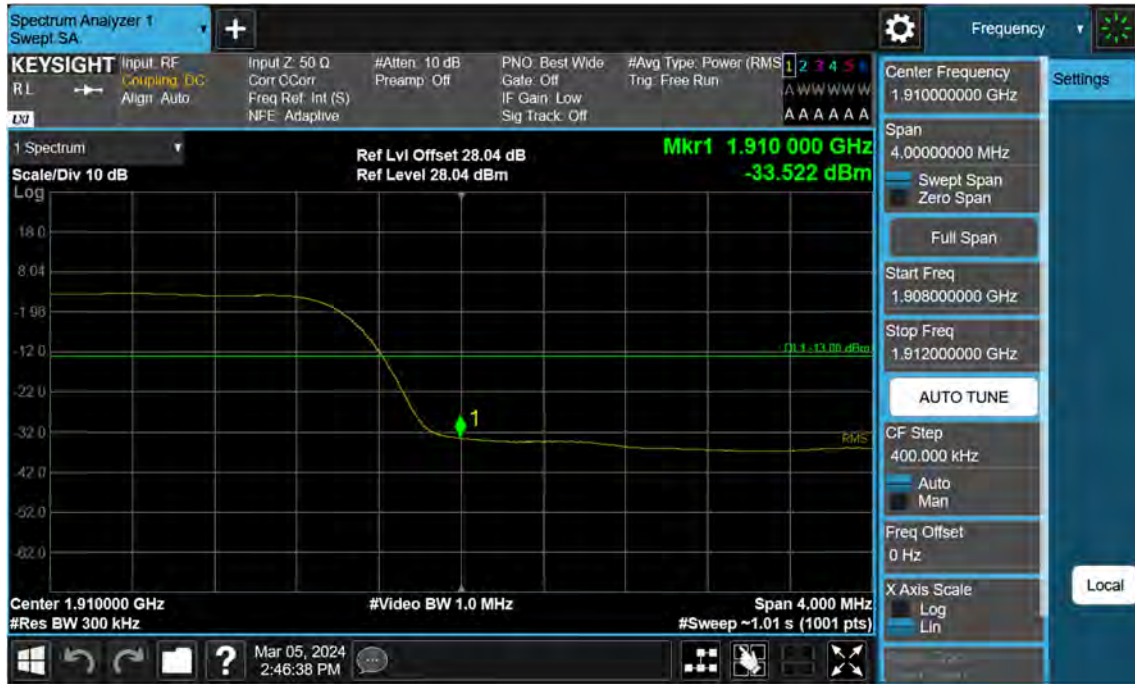 Spectrum Analyzer 1
Swept SA
Frequency
KEYSIGHT
RL
LXI
Input: RF
Coupling: DC
Align: Auto
Input Z: 50 Ω
Corr CCorr
Freq Ref: Int (S)
NFE: Adaptive
#Atten: 10 dB
Preamp: Off
PNO: Best Wide
Gate: Off
IF Gain: Low
Sig Track: Off
#Avg Type: Power (RMS
Trig: Free Run
1 2 3 4 5 6
A W W W W W
A A A A A A
1 Spectrum
Scale/Div 10 dB
Log
Ref Lvl Offset 28.04 dB
Ref Level 28.04 dBm
Mkr1 1.910 000 GHz
-33.522 dBm
18.0
8.04
-1.96
-12.0
-22.0
-32.0
-42.0
-52.0
-62.0
DL1 -13.00 dBm
1
RMS
Center 1.910000 GHz
#Res BW 300 kHz
#Video BW 1.0 MHz
Span 4.000 MHz
#Sweep ~1.01 s (1001 pts)
Center Frequency
1.910000000 GHz
Span
4.00000000 MHz
Swept Span
Zero Span
Full Span
Start Freq
1.908000000 GHz
Stop Freq
1.912000000 GHz
AUTO TUNE
CF Step
400.000 kHz
Auto
Man
Freq Offset
0 Hz
X Axis Scale
Log
Lin
Settings
Local
?
Mar 05, 2024
2:46:38 PM